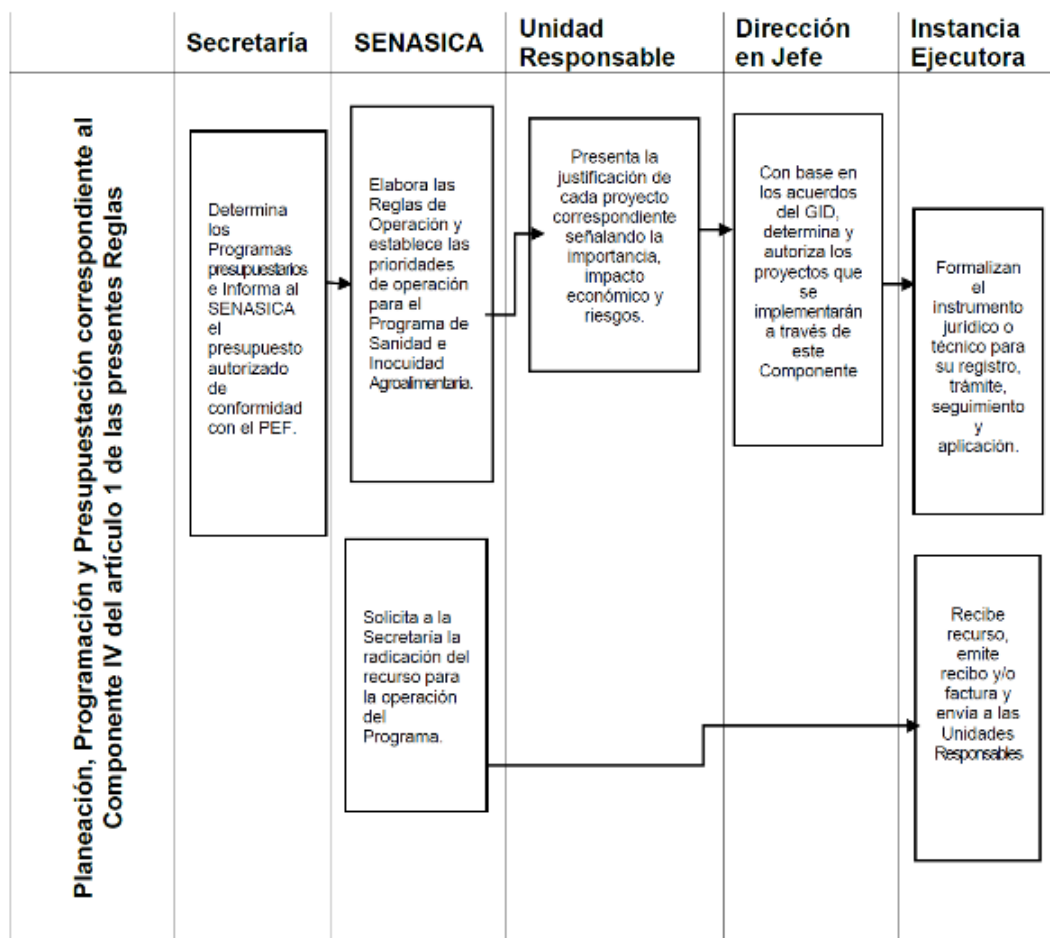 Secretaría
SENASICA
Unidad
Responsable
Dirección
en Jefe
Instancia
Ejecutora
Planeación, Programación y Presupuestación correspondiente al
Componente IV del artículo 1 de las presentes Reglas
Determina
los
Programas
presupuestarios
e Informa al
SENASICA
el
presupuesto
autorizado
de
conformidad
con el PEF.
Elabora las
Reglas de
Operación y
establece las
prioridades
de operación
para el
Programa de
Sanidad e
Inocuidad
Agroalimentaria.
Presenta la
justificación de
cada proyecto
correspondiente
señalando la
importancia,
impacto
económico y
riesgos.
Con base en
los acuerdos
del GID,
determina y
autoriza los
proyectos que
se
implementarán
a través de
este
Componente
Formalizan
el
instrumento
jurídico o
técnico para
su registro,
trámite,
seguimiento
y
aplicación.
Solicita a la
Secretaría la
radicación del
recurso para
la operación
del
Programa.
Recibe
recurso,
emite
recibo y/o
factura y
envía a las
Unidades
Responsables